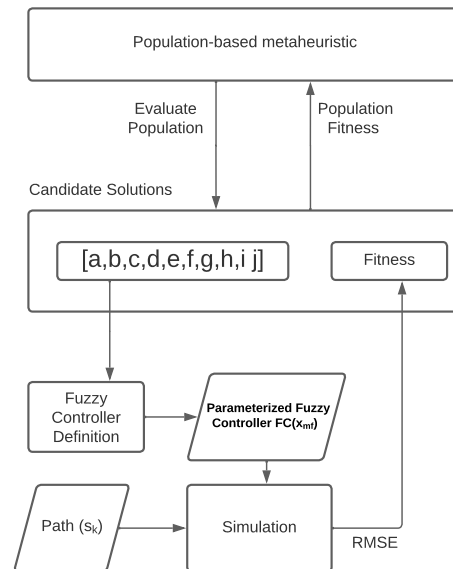 Population-based metaheuristic
Evaluate
Population
Population
Fitness
Candidate Solutions
[a,b,c,d,e,f,g,h,i j]
Fitness
Fuzzy
Controller
Definition
Parameterized Fuzzy
Controller FC(xmf)
Path (sk)
Simulation
RMSE